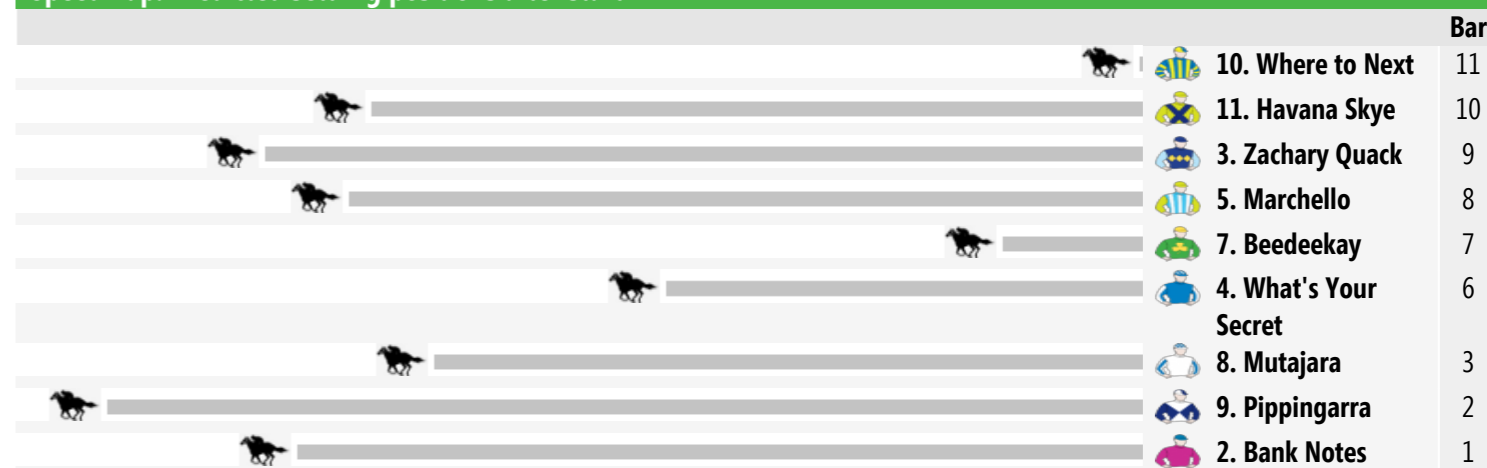 Bar
10. Where to Next 11
11. Havana Skye 10
3. Zachary Quack 9
5. Marchello 8
7. Beedeekay 7
4. What's Your 6
Secret
8. Mutajara 3
9. Pippingarra 2
2. Bank Notes 1